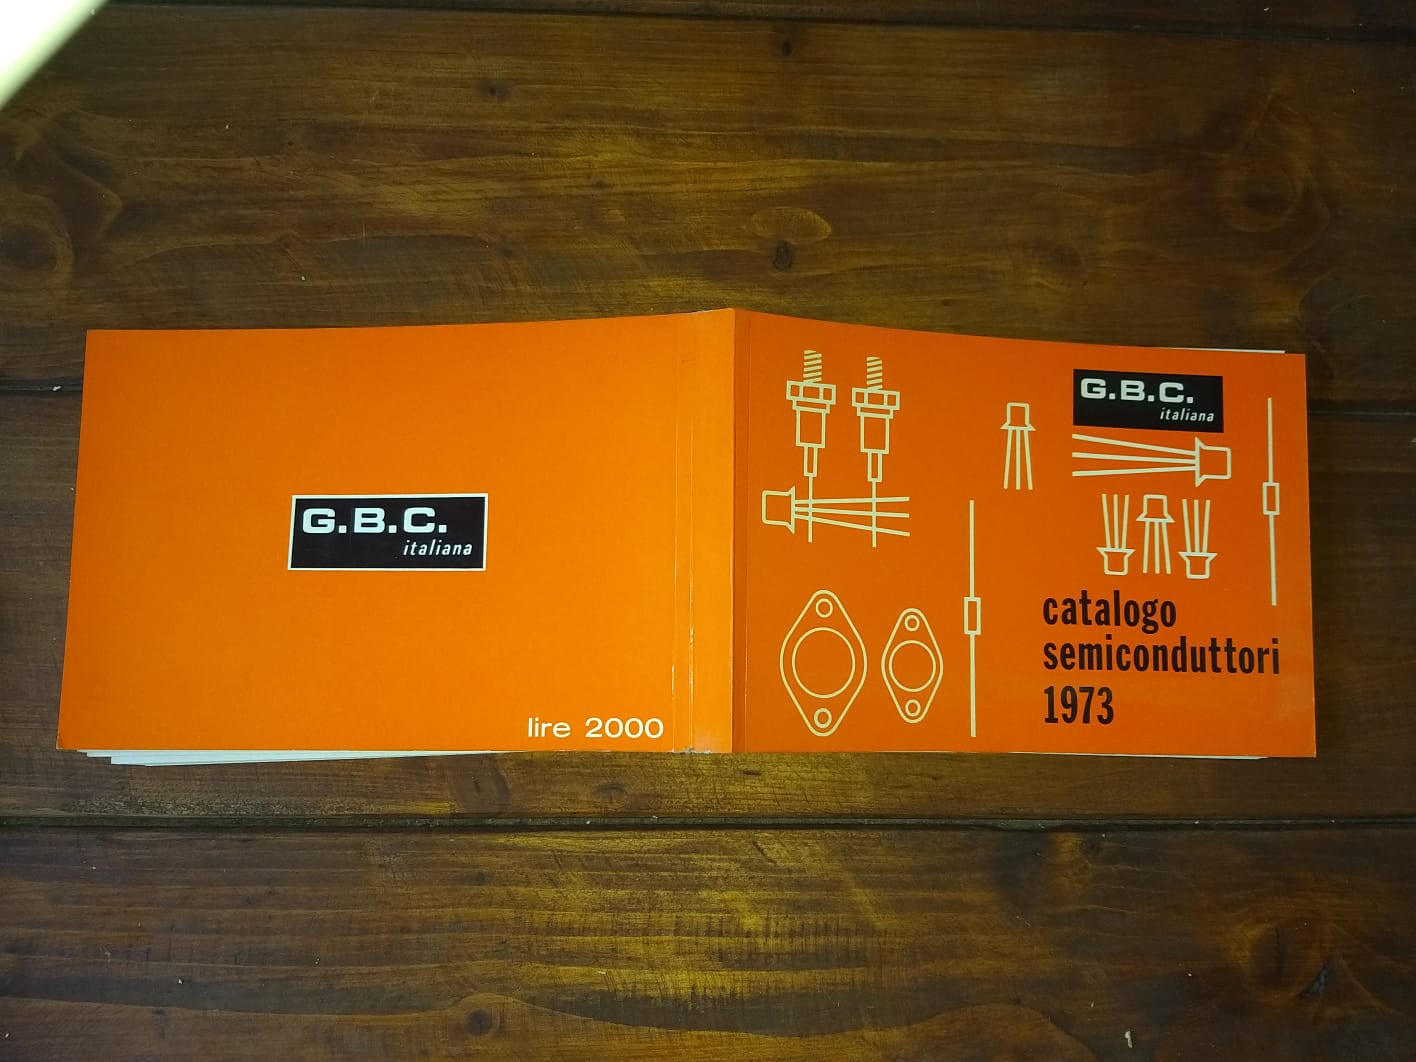 G.B.C.
italiana
lire 2000
G.B.C.
italiana
catalogo
semiconduttori
1973